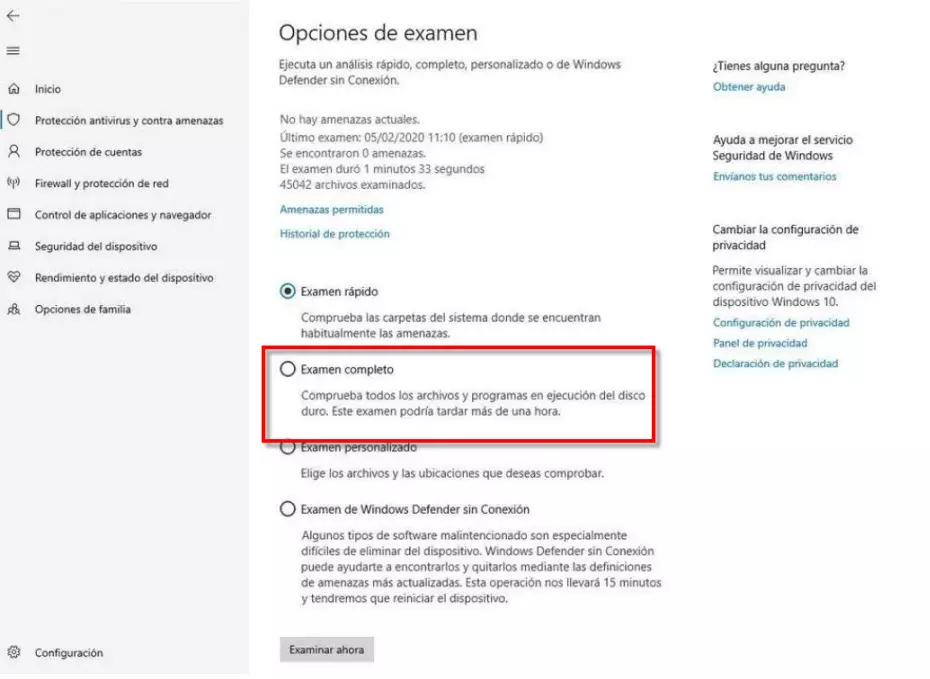 Inicio
Protección antivirus y contra amenazas
Protección de cuentas
Firewall y protección de red
Control de aplicaciones y navegador
Seguridad del dispositivo
Rendimiento y estado del dispositivo
Opciones de familia
Configuración
Opciones de examen
Ejecuta un análisis rápido, completo, personalizado o de Windows
Defender sin Conexión.
No hay amenazas actuales.
Último examen: 05/02/2020 11:10 (examen rápido)
Se encontraron 0 amenazas.
El examen duró 1 minutos 33 segundos
45042 archivos examinados.
Amenazas permitidas
Historial de protección
Examen rápido
Comprueba las carpetas del sistema donde se encuentran
habitualmente las amenazas.
Examen completo
Comprueba todos los archivos y programas en ejecución del disco
duro. Este examen podría tardar más de una hora.
Examen personalizado
Elige los archivos y las ubicaciones que deseas comprobar.
Examen de Windows Defender sin Conexión
Algunos tipos de software malintencionado son especialmente
difíciles de eliminar del dispositivo. Windows Defender sin Conexión
puede ayudarte a encontrarlos y quitarlos mediante las definiciones
de amenazas más actualizadas. Esta operación nos llevará 15 minutos
y tendremos que reiniciar el dispositivo.
Examinar ahora
¿Tienes alguna pregunta?
Obtener ayuda
Ayuda a mejorar el servicio
Seguridad de Windows
Envíanos tus comentarios
Cambiar la configuración de
privacidad
Permite visualizar y cambiar la
configuración de privacidad del
dispositivo Windows 10.
Configuración de privacidad
Panel de privacidad
Declaración de privacidad